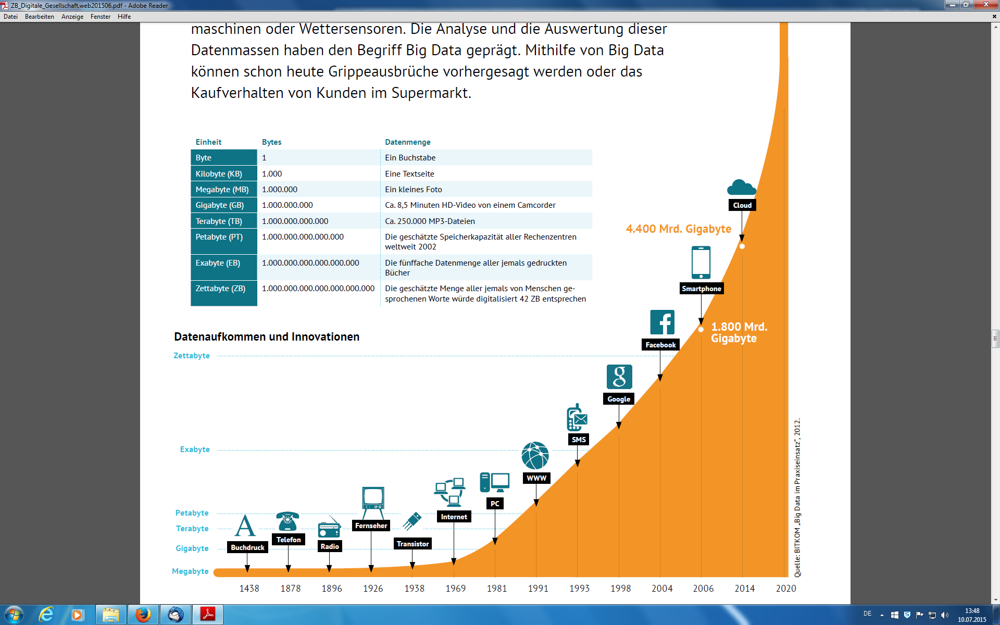 ZB_Digitale_Gesellschaft.web201506.pdf - Adobe Reader
Datei Bearbeiten Anzeige Fenster Hilfe
maschinen oder Wettersensoren. Die Analyse und die Auswertung dieser
Datenmassen haben den Begriff Big Data geprägt. Mithilfe von Big Data
können schon heute Grippeausbrüche vorhergesagt werden oder das
Kaufverhalten von Kunden im Supermarkt.
Einheit Bytes Datenmenge
Byte 1 Ein Buchstabe
Kilobyte (KB) 1.000 Eine Textseite
Megabyte (MB) 1.000.000 Ein kleines Foto
Gigabyte (GB) 1.000.000.000 Ca. 8,5 Minuten HD-Video von einem Camcorder
Terabyte (TB) 1.000.000.000.000 Ca. 250.000 MP3-Dateien
Petabyte (PT) 1.000.000.000.000.000 Die geschätzte Speicherkapazität aller Rechenzentren
weltweit 2002
Exabyte (EB) 1.000.000.000.000.000.000 Die fünffache Datenmenge aller jemals gedruckten
Bücher
Zettabyte (ZB) 1.000.000.000.000.000.000.000 Die geschätzte Menge aller jemals von Menschen ge-
sprochenen Worte würde digitalisiert 42 ZB entsprechen
Cloud
4.400 Mrd. Gigabyte
Smartphone
1.800 Mrd.
Gigabyte
Facebook
Datenaufkommen und Innovationen
Zettabyte
Google
SMS
Exabyte
WWW
PC
Petabyte
Internet
Fernseher
Terabyte
A
Telefon
Transistor
Radio
Buchdruck
Gigabyte
Megabyte
1438 1878 1896 1926 1938 1969 1981 1991 1993 1998 2004 2006 2014 2020
Quelle: BITKOM „Big Data im Praxiseinsatz“, 2012.
DE
13:48
10.07.2015